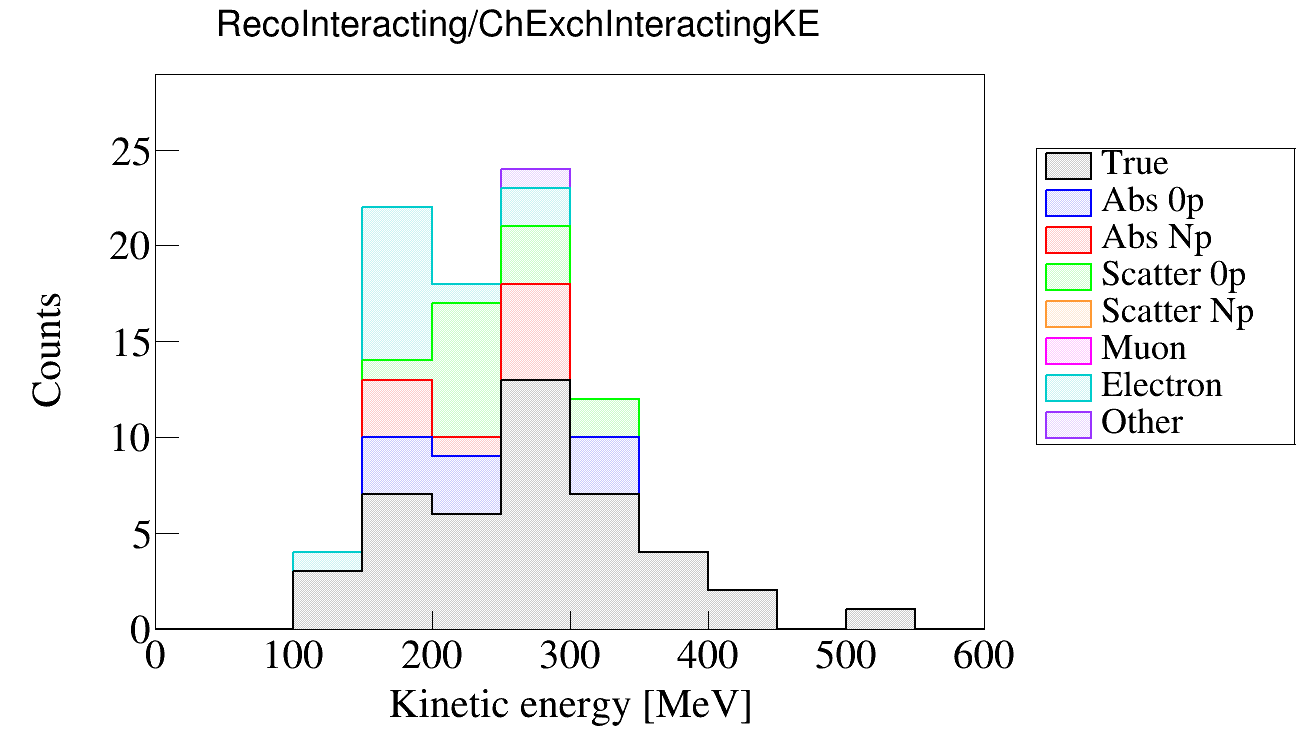 RecoInteracting/ChExchInteractingKE
25
20
15
10
5
0
0 100 200 300 400 500 600
Counts
Kinetic energy [MeV]
True
Abs 0p
Abs Np
Scatter 0p
Scatter Np
Muon
Electron
Other